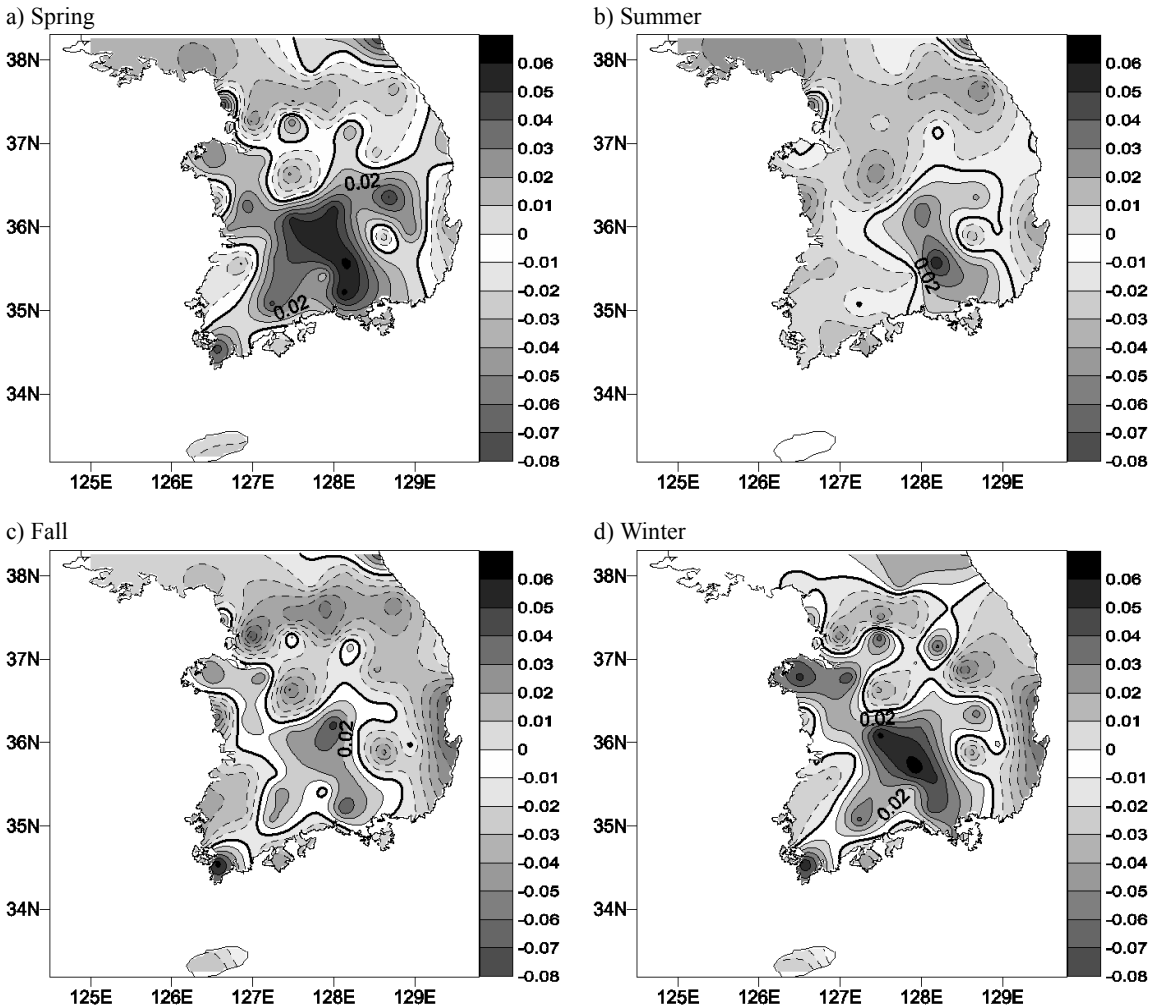 a) Spring
38N
37N
36N
35N
34N
125E 126E 127E 128E 129E
0.02
0.02
0.06
0.05
0.04
0.03
0.02
0.01
0
-0.01
-0.02
-0.03
-0.04
-0.05
-0.06
-0.07
-0.08
b) Summer
38N
37N
36N
35N
34N
125E 126E 127E 128E 129E
0.02
0.06
0.05
0.04
0.03
0.02
0.01
0
-0.01
-0.02
-0.03
-0.04
-0.05
-0.06
-0.07
-0.08
c) Fall
38N
37N
36N
35N
34N
125E 126E 127E 128E 129E
0.02
0.06
0.05
0.04
0.03
0.02
0.01
0
-0.01
-0.02
-0.03
-0.04
-0.05
-0.06
-0.07
-0.08
d) Winter
38N
37N
36N
35N
34N
125E 126E 127E 128E 129E
0.02
0.02
0.06
0.05
0.04
0.03
0.02
0.01
0
-0.01
-0.02
-0.03
-0.04
-0.05
-0.06
-0.07
-0.08